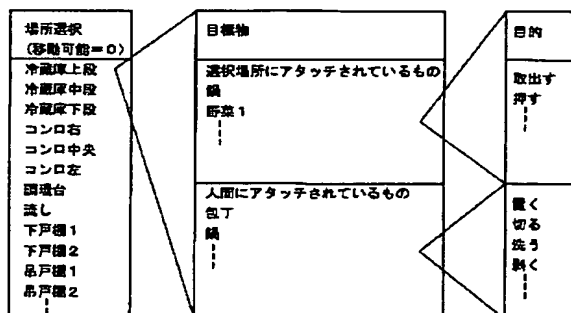 場所選択
(移動可能=0)
冷蔵庫上段
冷蔵庫中段
冷蔵庫下段
コンロ右
コンロ中央
コンロ左
調理台
流し
下戸棚1
下戸棚2
吊戸棚1
吊戸棚2
目標物
選択場所にアタッチされているもの
鍋
野菜1
人間にアタッチされているもの
包丁
鍋
目的
取出す
押す
置く
切る
洗う
剥く